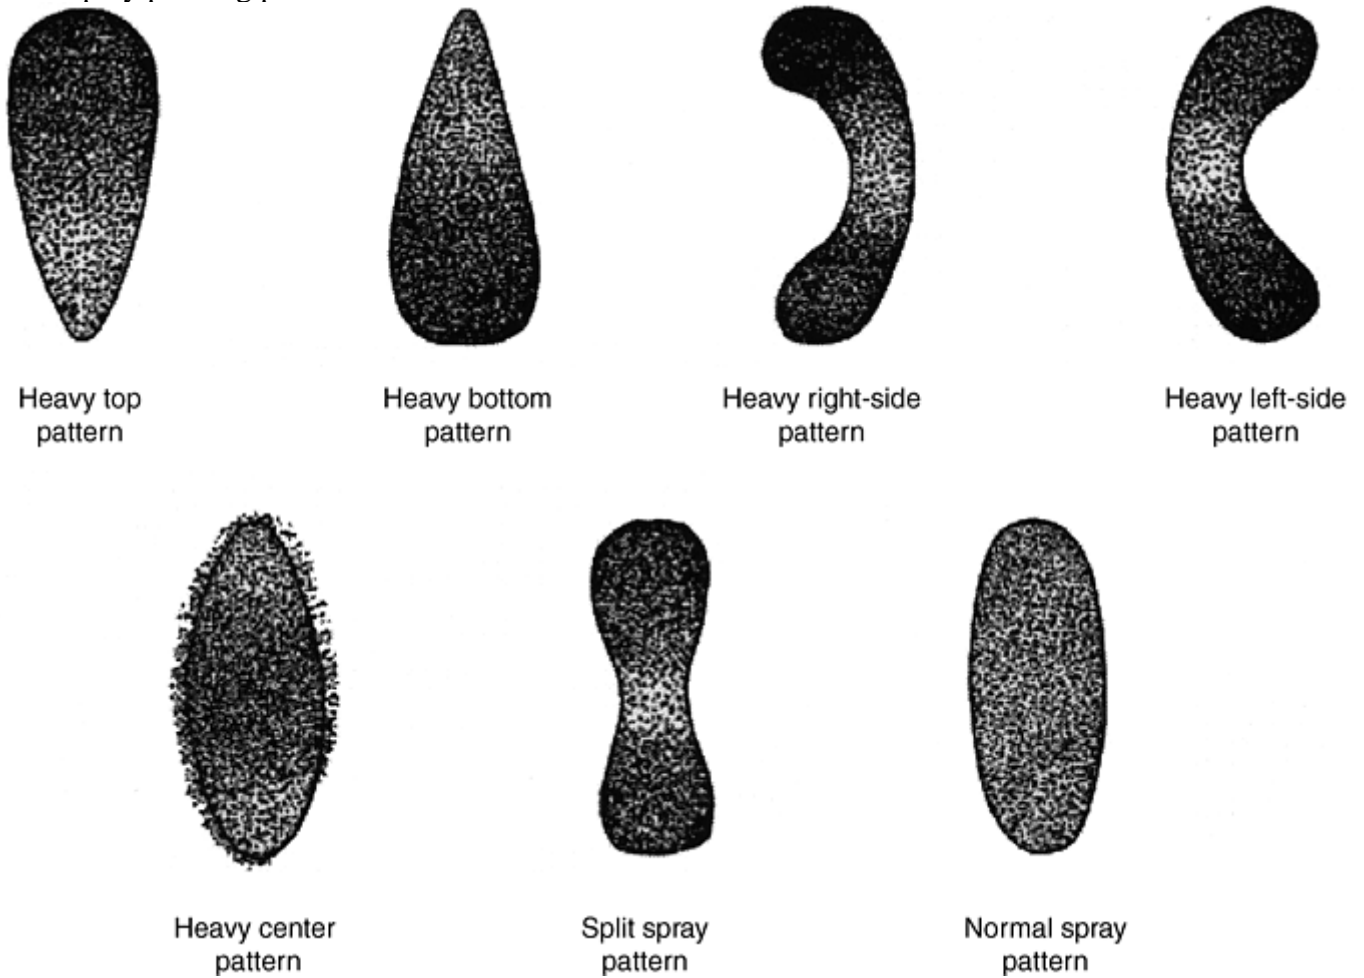 Heavy top
pattern
Heavy bottom
pattern
Heavy right-side
pattern
Heavy left-side
pattern
Heavy center
pattern
Split spray
pattern
Normal spray
pattern